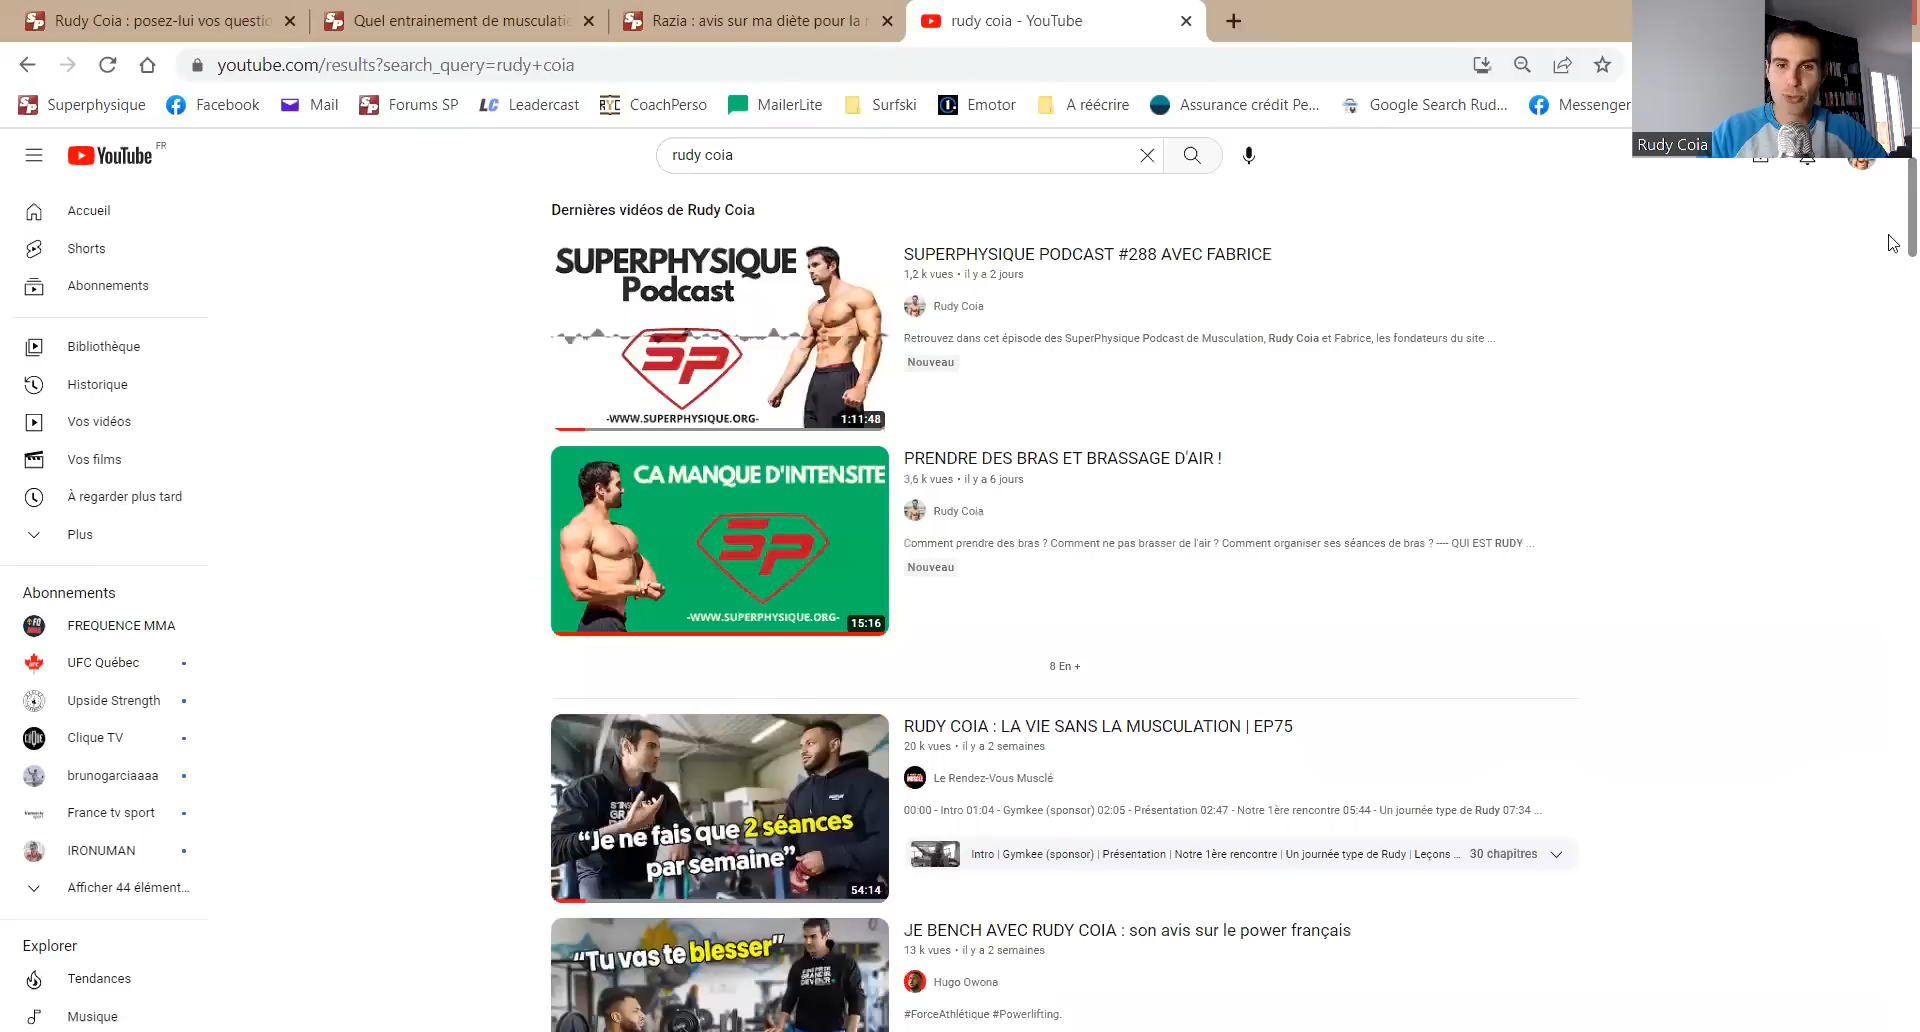 Rudy Coia : posez-lui vos questio
Quel entrainement de musculati
Razia : avis sur ma diète pour la
rudy coia - YouTube
youtube.com/results?search_query=rudy+coia
Superphysique
Facebook
Mail
Forums SP
Leadercast
CoachPerso
MailerLite
Surfski
Emotor
A réécrire
Assurance crédit Pe...
Google Search Rud...
Messenger
Rudy Coia
YouTube FR
rudy coia
Accueil
Shorts
Abonnements
Bibliothèque
Historique
Vos vidéos
Vos films
À regarder plus tard
Plus
Abonnements
FREQUENCE MMA
UFC Québec
Upside Strength
Clique TV
brunogarciaaaa
France tv sport
IRONUMAN
Afficher 44 élément...
Explorer
Tendances
Musique
Dernières vidéos de Rudy Coia
SUPERPHYSIQUE
Podcast
SP
-WWW.SUPERPHYSIQUE.ORG-
1:11:48
SUPERPHYSIQUE PODCAST #288 AVEC FABRICE
1,2 k vues • il y a 2 jours
Rudy Coia
Retrouvez dans cet épisode des SuperPhysique Podcast de Musculation, Rudy Coia et Fabrice, les fondateurs du site ...
Nouveau
CA MANQUE D'INTENSITE
SP
-WWW.SUPERPHYSIQUE.ORG-
15:16
PRENDRE DES BRAS ET BRASSAGE D'AIR !
3,6 k vues • il y a 6 jours
Rudy Coia
Comment prendre des bras ? Comment ne pas brasser de l'air ? Comment organiser ses séances de bras ? ---- QUI EST RUDY ...
Nouveau
8 En +
"Je ne fais que 2 séances
par semaine"
54:14
RUDY COIA : LA VIE SANS LA MUSCULATION | EP75
20 k vues • il y a 2 semaines
Le Rendez-Vous Musclé
00:00 - Intro 01:04 - Gymkee (sponsor) 02:05 - Présentation 02:47 - Notre 1ère rencontre 05:44 - Un journée type de Rudy 07:34 ...
Intro | Gymkee (sponsor) | Présentation | Notre 1ère rencontre | Un journée type de Rudy | Leçons ...
30 chapitres
"Tu vas te blesser"
JE BENCH AVEC RUDY COIA : son avis sur le power français
13 k vues • il y a 2 semaines
Hugo Owona
#ForceAthlétique #Powerlifting.